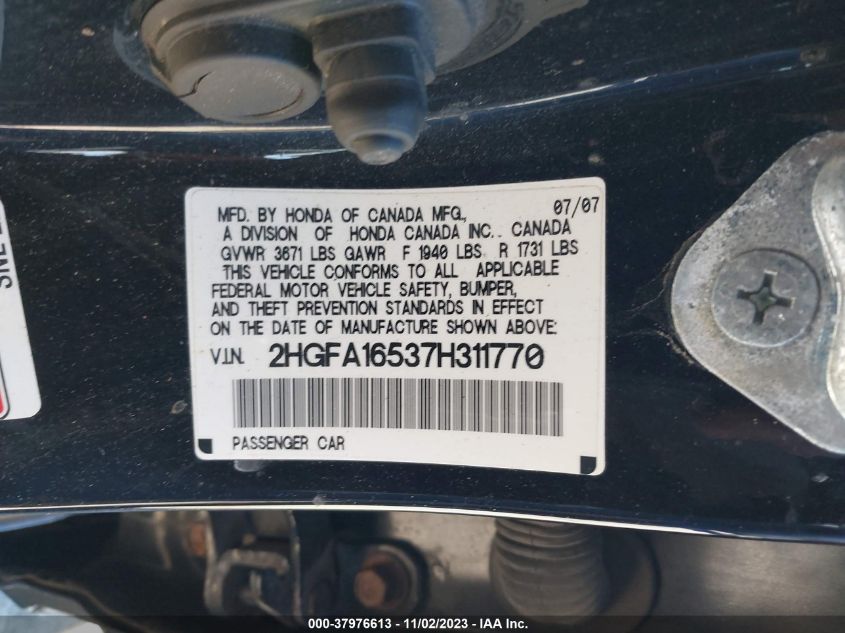 MFD. BY HONDA OF CANADA MFG., 07/07
A DIVISION OF HONDA CANADA INC.. CANADA
GVWR 3671 LBS GAWR F 1940 LBS R 1731 LBS
THIS VEHICLE CONFORMS TO ALL APPLICABLE
FEDERAL MOTOR VEHICLE SAFETY, BUMPER,
AND THEFT PREVENTION STANDARDS IN EFFECT
ON THE DATE OF MANUFACTURE SHOWN ABOVE:
V.I.N. 2HGFA16537H311770
PASSENGER CAR
000-37976613 - 11/02/2023 - IAA Inc.